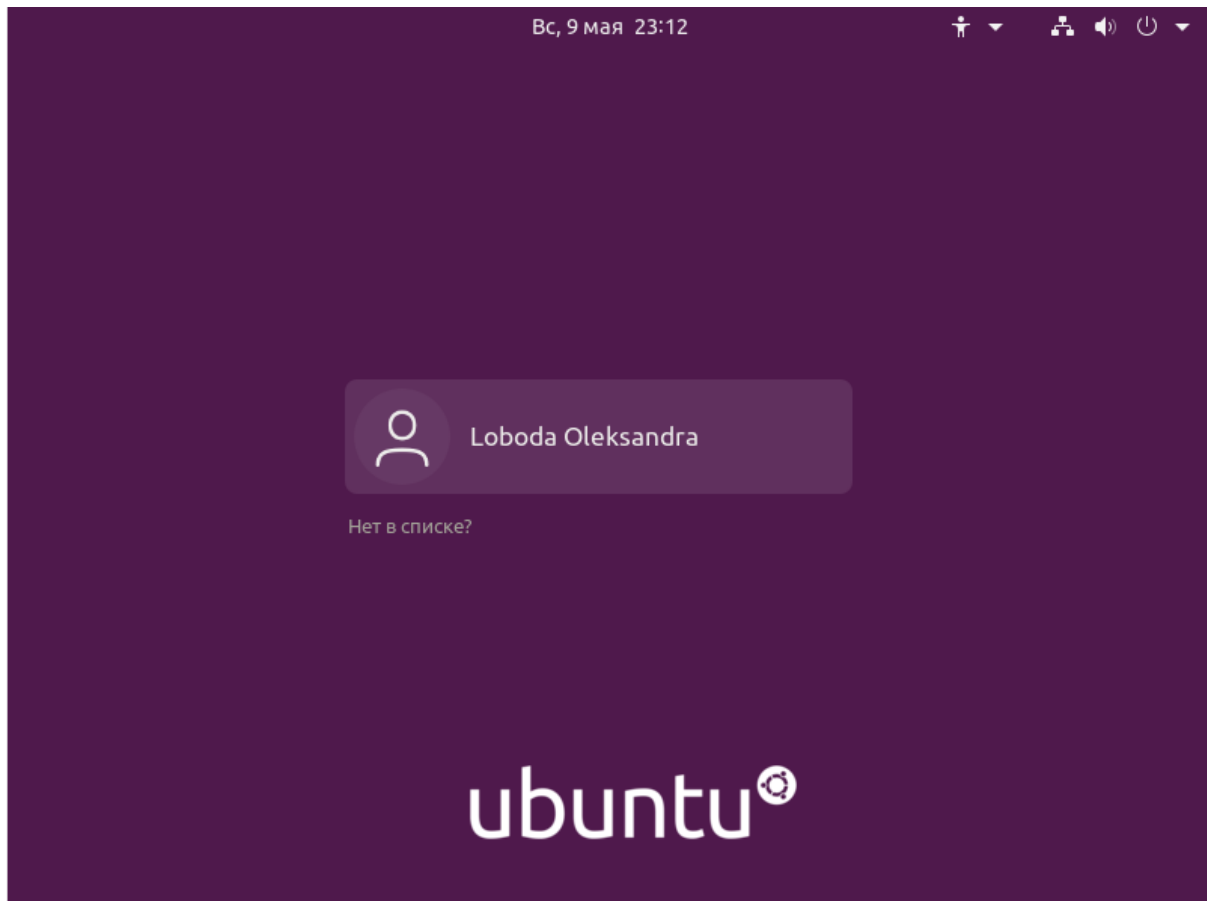 Вс, 9 мая 23:12
Loboda Oleksandra
Нет в списке?
ubuntu